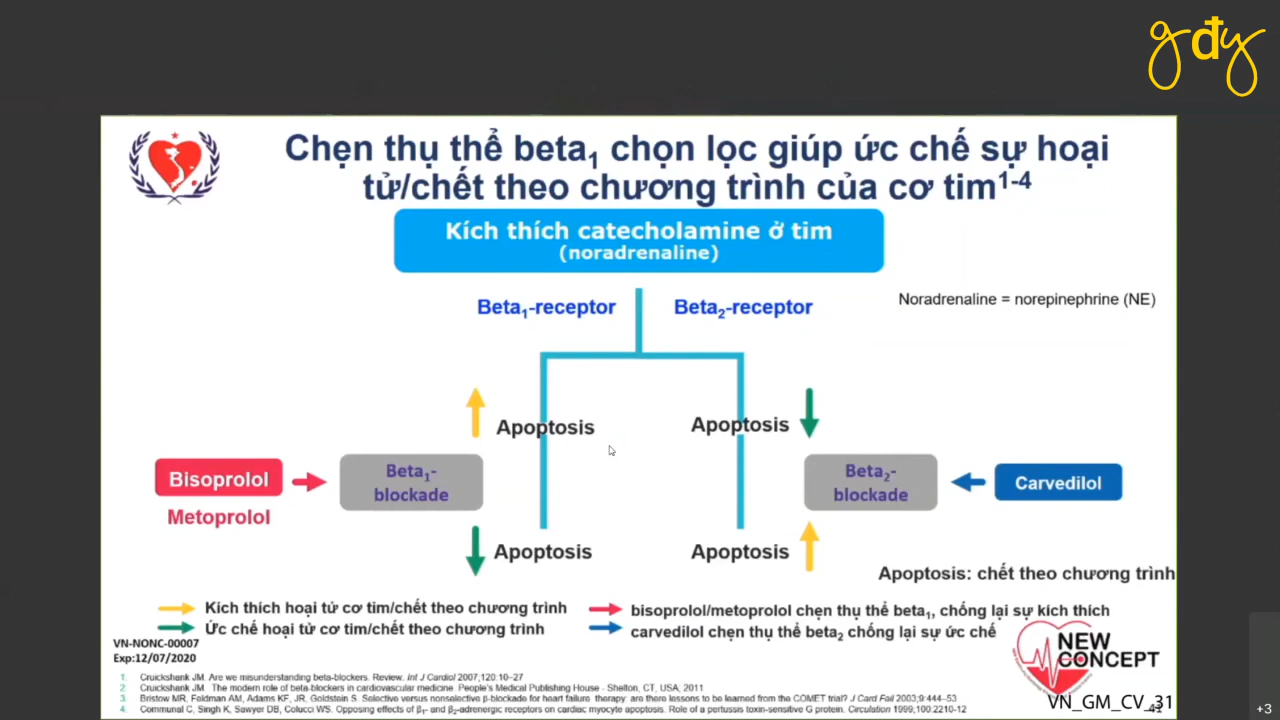 gđy
Chẹn thụ thể beta₁ chọn lọc giúp ức chế sự hoại
tử/chết theo chương trình của cơ tim¹⁻⁴
Kích thích catecholamine ở tim
(noradrenaline)
Beta₁-receptor
Beta₂-receptor
Noradrenaline = norepinephrine (NE)
Apoptosis
Apoptosis
Bisoprolol
Metoprolol
Beta₁-
blockade
Beta₂-
blockade
Carvedilol
Apoptosis
Apoptosis
Apoptosis: chết theo chương trình
Kích thích hoại tử cơ tim/chết theo chương trình
Ức chế hoại tử cơ tim/chết theo chương trình
bisoprolol/metoprolol chẹn thụ thể beta₁, chống lại sự kích thích
carvedilol chẹn thụ thể beta₂ chống lại sự ức chế
VN-NONC-00007
Exp:12/07/2020
NEW
CONCEPT
1. Cruickshank JM. Are we misunderstanding beta-blockers. Review. Int J Cardiol 2007;120:10–27
2 Cruickshank JM. The modern role of beta-blockers in cardiovascular medicine. People's Medical Publishing House - Shelton, CT, USA; 2011
3. Bristow MR, Feldman AM, Adams KF, JR, Goldstein S. Selective versus nonselective β-blockade for heart failure therapy: are there lessons to be learned from the COMET trial? J Card Fail 2003;9:444–53
4. Communal C, Singh K, Sawyer DB, Colucci WS. Opposing effects of β₁- and β₂-adrenergic receptors on cardiac myocyte apoptosis. Role of a pertussis toxin-sensitive G protein. Circulation 1999;100:2210-12
VN_GM_CV_31
43
+3